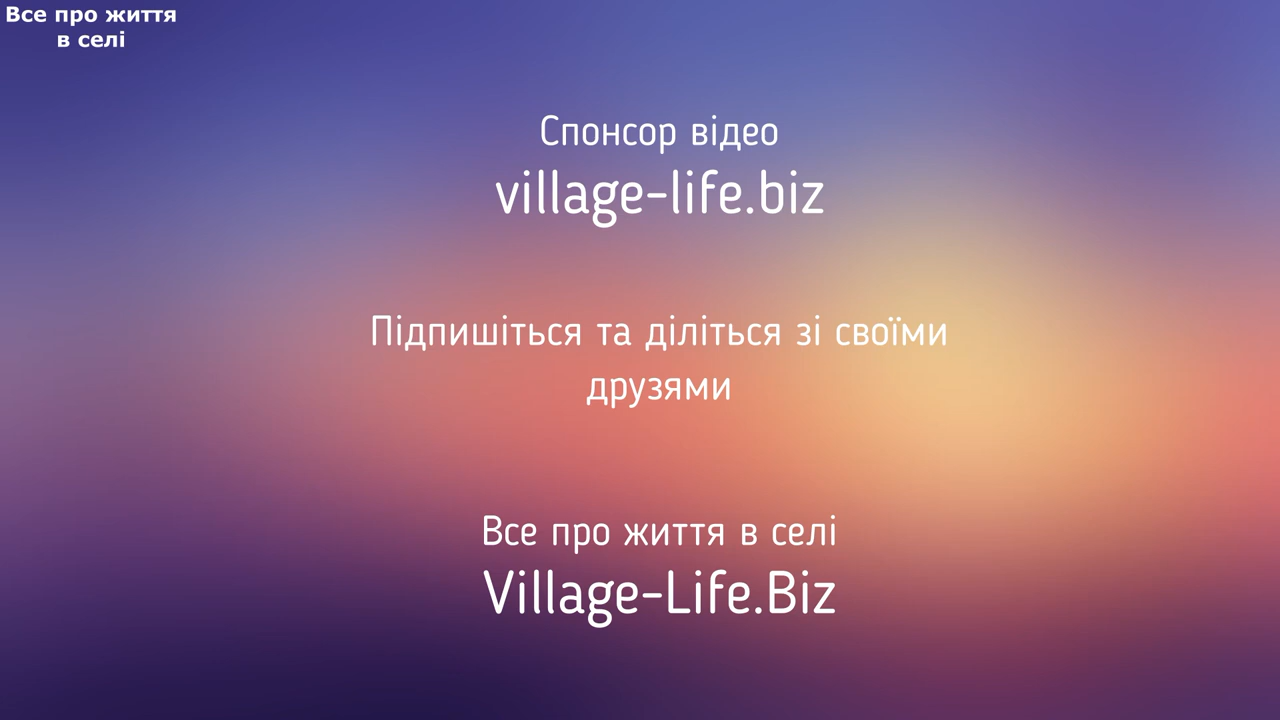 Все про життя
в селі
Спонсор відео
village-life.biz
Підпишіться та діліться зі своїми
друзями
Все про життя в селі
Village-Life.Biz